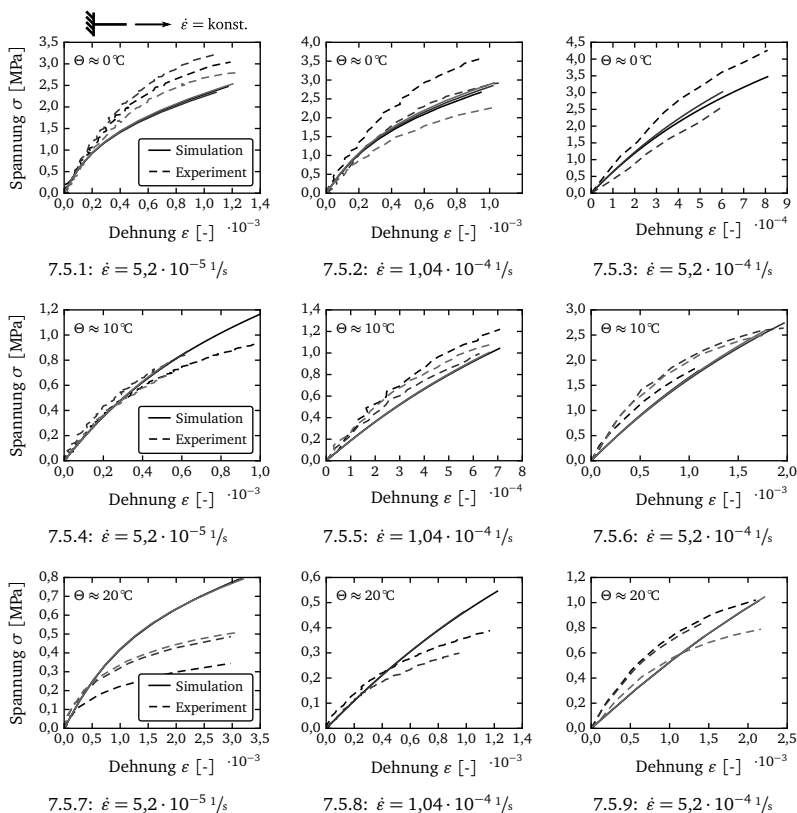 ε̇ = konst.
Spannung σ [MPa]
3,5
3,0
2,5
2,0
1,5
1,0
0,5
0,0
Θ ≈ 0 °C
Simulation
Experiment
0,0 0,2 0,4 0,6 0,8 1,0 1,2 1,4
Dehnung ε [-] ·10⁻³
7.5.1: ε̇ = 5,2 · 10⁻⁵ 1/s
4,0
3,5
3,0
2,5
2,0
1,5
1,0
0,5
0,0
Θ ≈ 0 °C
0,0 0,2 0,4 0,6 0,8 1,0 1,2
Dehnung ε [-] ·10⁻³
7.5.2: ε̇ = 1,04 · 10⁻⁴ 1/s
4,5
4,0
3,5
3,0
2,5
2,0
1,5
1,0
0,5
0,0
Θ ≈ 0 °C
0 1 2 3 4 5 6 7 8 9
Dehnung ε [-] ·10⁻⁴
7.5.3: ε̇ = 5,2 · 10⁻⁴ 1/s
Spannung σ [MPa]
1,2
1,0
0,8
0,6
0,4
0,2
0,0
Θ ≈ 10 °C
Simulation
Experiment
0,0 0,2 0,4 0,6 0,8 1,0
Dehnung ε [-] ·10⁻³
7.5.4: ε̇ = 5,2 · 10⁻⁵ 1/s
1,4
1,2
1,0
0,8
0,6
0,4
0,2
0,0
Θ ≈ 10 °C
0 1 2 3 4 5 6 7 8
Dehnung ε [-] ·10⁻⁴
7.5.5: ε̇ = 1,04 · 10⁻⁴ 1/s
3,0
2,5
2,0
1,5
1,0
0,5
0,0
Θ ≈ 10 °C
0,0 0,5 1,0 1,5 2,0
Dehnung ε [-] ·10⁻³
7.5.6: ε̇ = 5,2 · 10⁻⁴ 1/s
Spannung σ [MPa]
0,8
0,7
0,6
0,5
0,4
0,3
0,2
0,1
0,0
Θ ≈ 20 °C
Simulation
Experiment
0,0 0,5 1,0 1,5 2,0 2,5 3,0 3,5
Dehnung ε [-] ·10⁻³
7.5.7: ε̇ = 5,2 · 10⁻⁵ 1/s
0,6
0,5
0,4
0,3
0,2
0,1
0,0
Θ ≈ 20 °C
0,0 0,2 0,4 0,6 0,8 1,0 1,2 1,4
Dehnung ε [-] ·10⁻³
7.5.8: ε̇ = 1,04 · 10⁻⁴ 1/s
1,2
1,0
0,8
0,6
0,4
0,2
0,0
Θ ≈ 20 °C
0,0 0,5 1,0 1,5 2,0 2,5
Dehnung ε [-] ·10⁻³
7.5.9: ε̇ = 5,2 · 10⁻⁴ 1/s